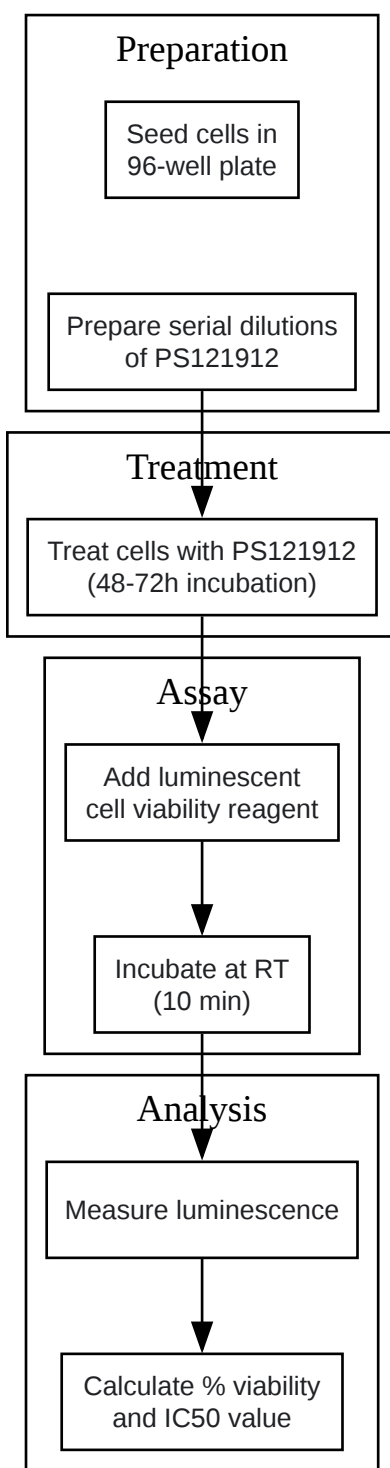 Preparation
Seed cells in
96-well plate
Prepare serial dilutions
of PS121912
Treatment
Treat cells with PS121912
(48-72h incubation)
Assay
Add luminescent
cell viability reagent
Incubate at RT
(10 min)
Analysis
Measure luminescence
Calculate % viability
and IC50 value